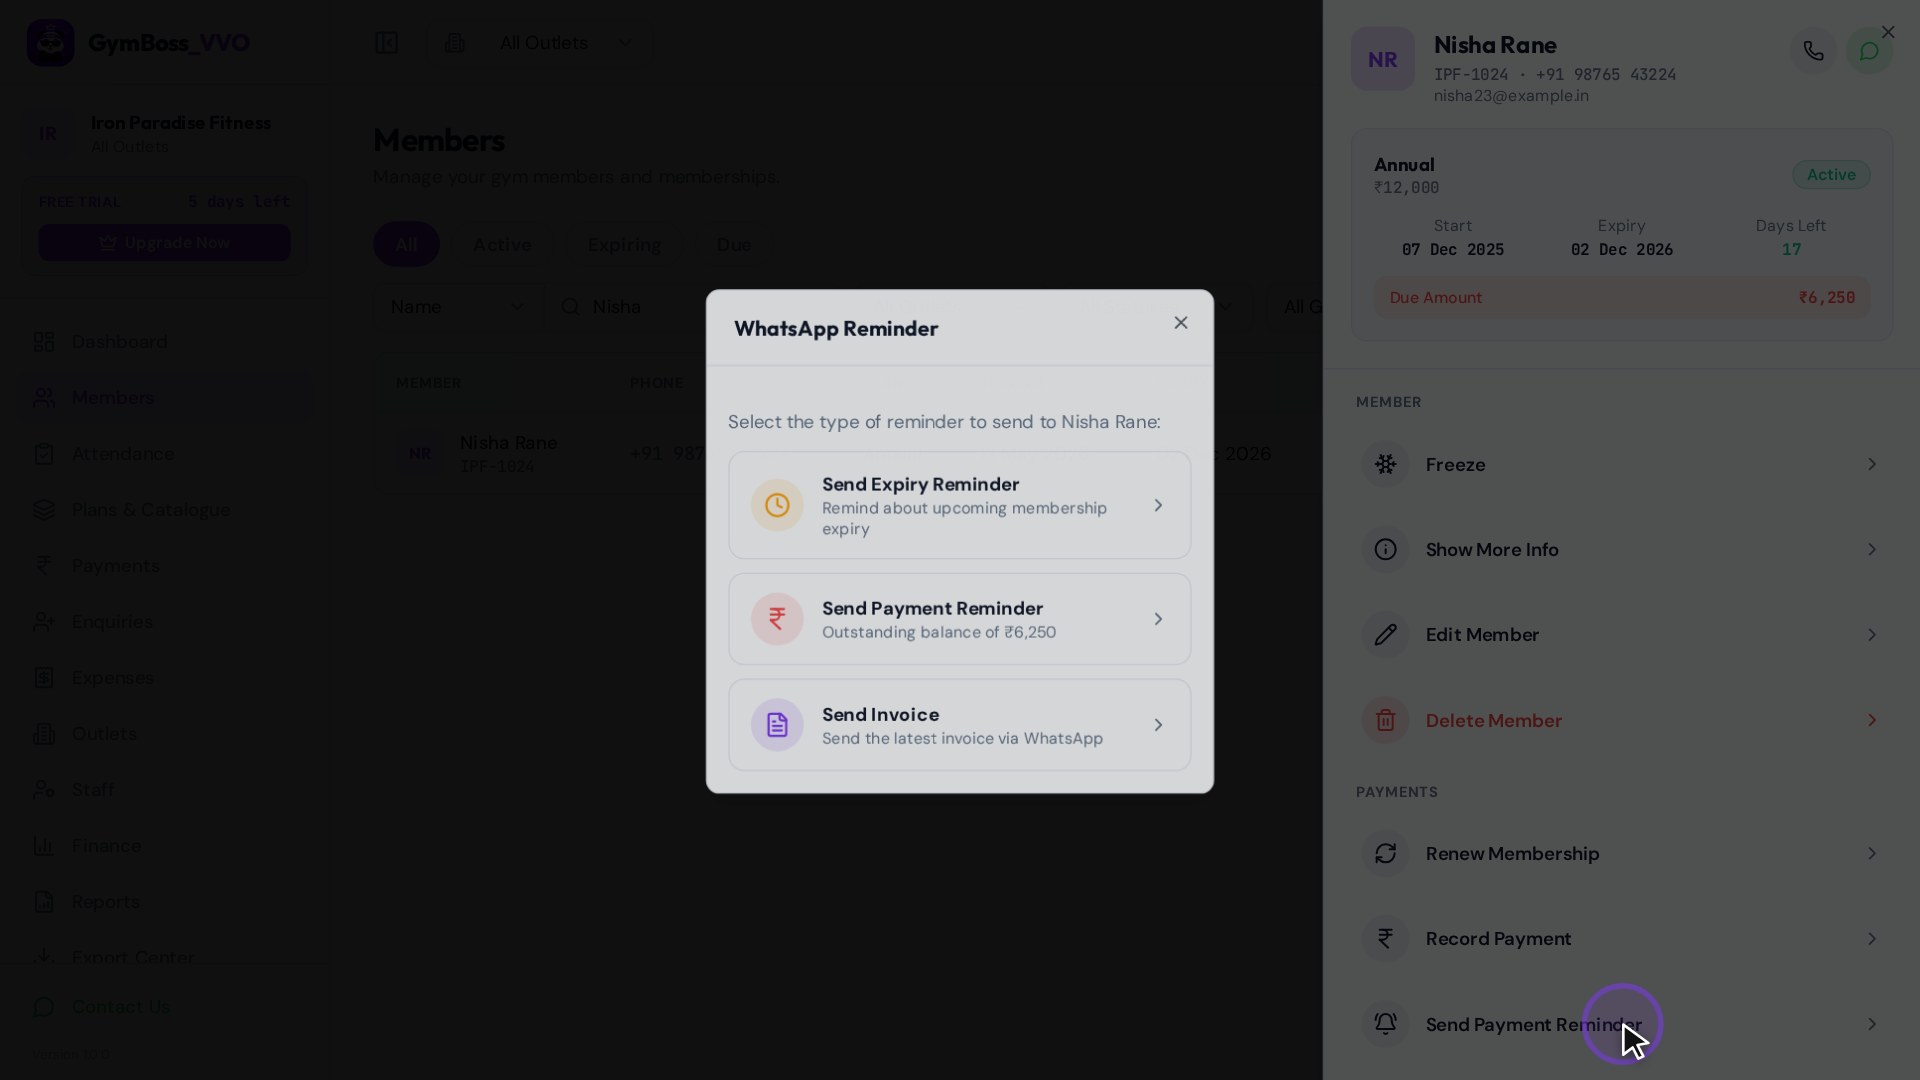 GymBoss_VVO
All Outlets
IR
Iron Paradise Fitness
All Outlets
FREE TRIAL
5 days left
Upgrade Now
Dashboard
Members
Attendance
Plans & Catalogue
Payments
Enquiries
Expenses
Outlets
Staff
Finance
Reports
Export Center
Contact Us
Members
Manage your gym members and memberships.
All
Active
Expiring
Due
Name
Nisha
All G
MEMBER
PHONE
NR
Nisha Rane
IPF-1024
+91 987
2026
WhatsApp Reminder
Select the type of reminder to send to Nisha Rane:
Send Expiry Reminder
Remind about upcoming membership
expiry
Send Payment Reminder
Outstanding balance of ₹6,250
Send Invoice
Send the latest invoice via WhatsApp
NR
Nisha Rane
IPF-1024 · +91 98765 43224
nisha23@example.in
Annual
₹12,000
Active
Start
Expiry
Days Left
07 Dec 2025
02 Dec 2026
17
Due Amount
₹6,250
MEMBER
Freeze
Show More Info
Edit Member
Delete Member
PAYMENTS
Renew Membership
Record Payment
Send Payment Reminder